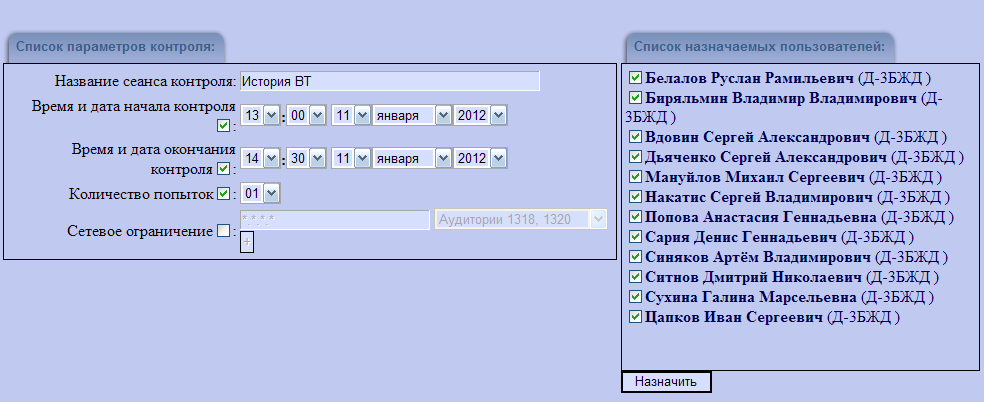 Список параметров контроля:
Название сеанса контроля: История ВТ
Время и дата начала контроля
: 13 : 00 11 января 2012
Время и дата окончания
контроля : 14 : 30 11 января 2012
Количество попыток : 01
Сетевое ограничение : *.*.*.* Аудитории 1318, 1320
+
Список назначаемых пользователей:
Белалов Руслан Рамильевич (Д-3БЖД )
Биряльмин Владимир Владимирович (Д-
3БЖД )
Вдовин Сергей Александрович (Д-3БЖД )
Дьяченко Сергей Александрович (Д-3БЖД )
Мануйлов Михаил Сергеевич (Д-3БЖД )
Накатис Сергей Владимирович (Д-3БЖД )
Попова Анастасия Геннадьевна (Д-3БЖД )
Сария Денис Геннадьевич (Д-3БЖД )
Синяков Артём Владимирович (Д-3БЖД )
Ситнов Дмитрий Николаевич (Д-3БЖД )
Сухина Галина Марсельевна (Д-3БЖД )
Цапков Иван Сергеевич (Д-3БЖД )
Назначить